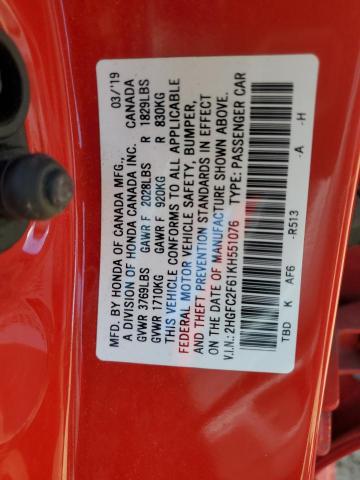 MFD. BY HONDA OF CANADA MFG., 03/'19
A DIVISION OF HONDA CANADA INC. CANADA
GVWR 3769LBS GAWR F 2028LBS R 1829LBS
GVWR 1710KG GAWR F 920KG R 830KG
THIS VEHICLE CONFORMS TO ALL APPLICABLE
FEDERAL MOTOR VEHICLE SAFETY, BUMPER,
AND THEFT PREVENTION STANDARDS IN EFFECT
ON THE DATE OF MANUFACTURE SHOWN ABOVE.
V.I.N.: 2HGFC2F61KH551076 TYPE: PASSENGER CAR
TBD K AF6 -R513 -A -H